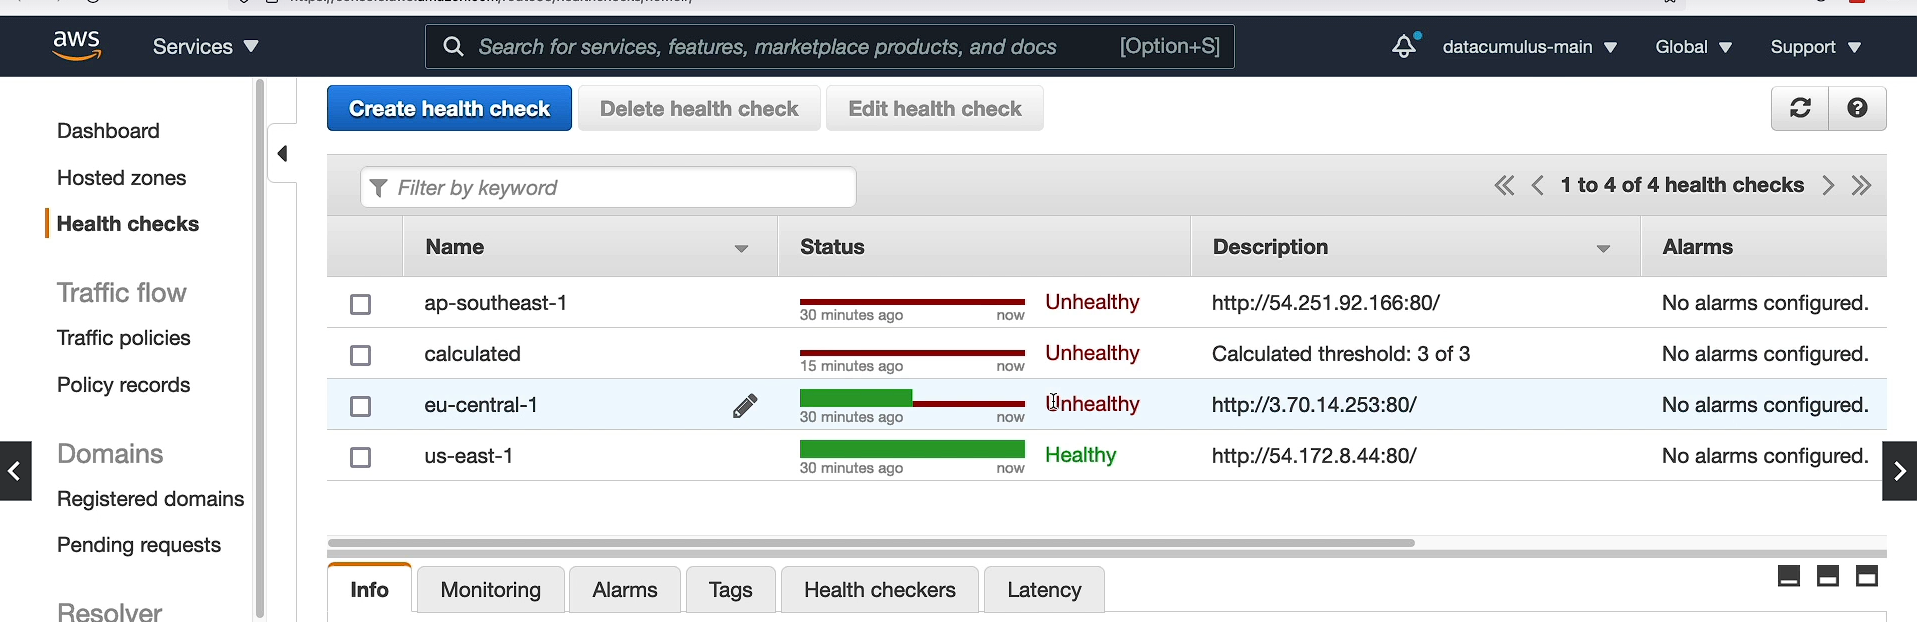 aws
Services
Search for services, features, marketplace products, and docs
[Option+S]
datacumulus-main
Global
Support
Dashboard
Hosted zones
Health checks
Traffic flow
Traffic policies
Policy records
Domains
Registered domains
Pending requests
Resolver
Create health check
Delete health check
Edit health check
Filter by keyword
1 to 4 of 4 health checks
Name Status Description Alarms
ap-southeast-1 30 minutes ago now Unhealthy http://54.251.92.166:80/ No alarms configured.
calculated 15 minutes ago now Unhealthy Calculated threshold: 3 of 3 No alarms configured.
eu-central-1 30 minutes ago now Unhealthy http://3.70.14.253:80/ No alarms configured.
us-east-1 30 minutes ago now Healthy http://54.172.8.44:80/ No alarms configured.
Info Monitoring Alarms Tags Health checkers Latency